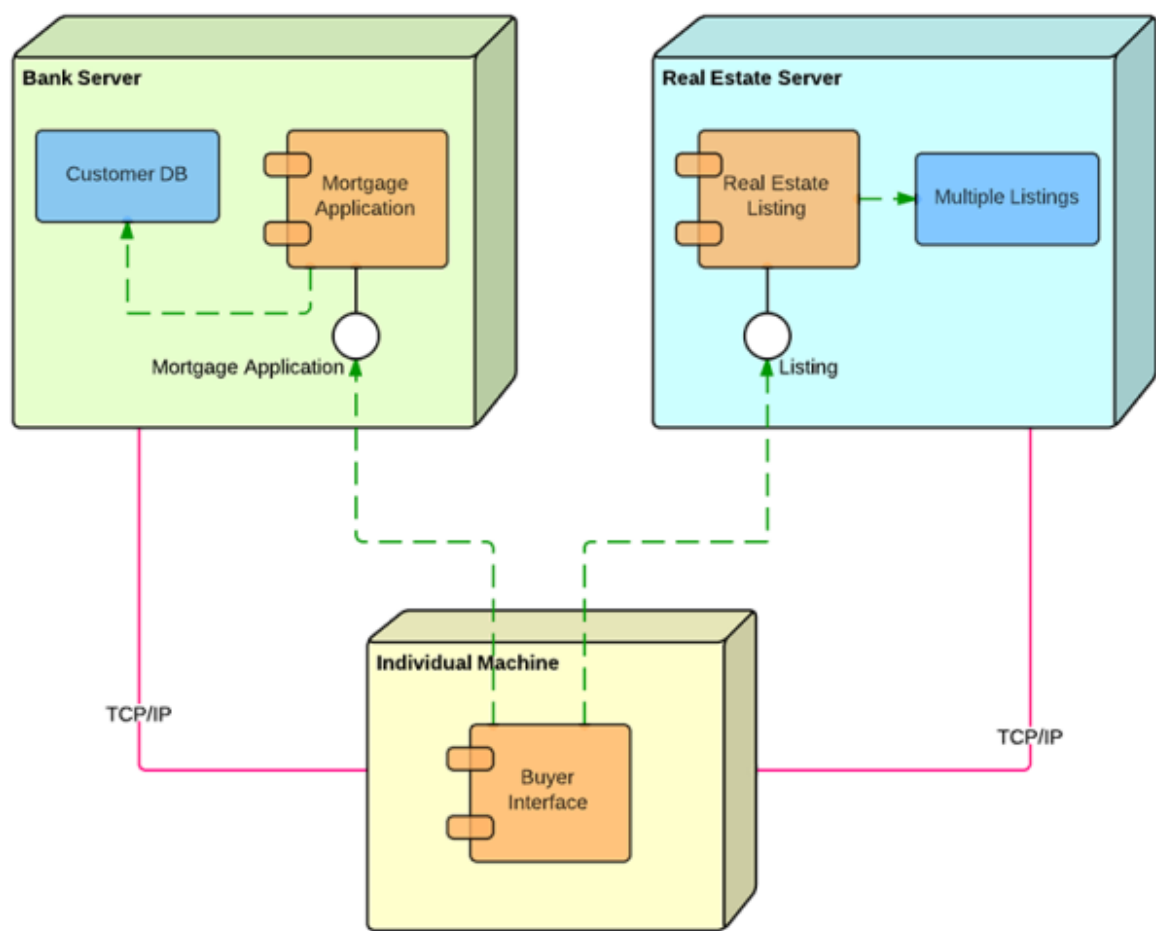 Bank Server
Customer DB
Mortgage
Application
Mortgage Application
Real Estate Server
Real Estate
Listing
Multiple Listings
Listing
TCP/IP
TCP/IP
Individual Machine
Buyer
Interface